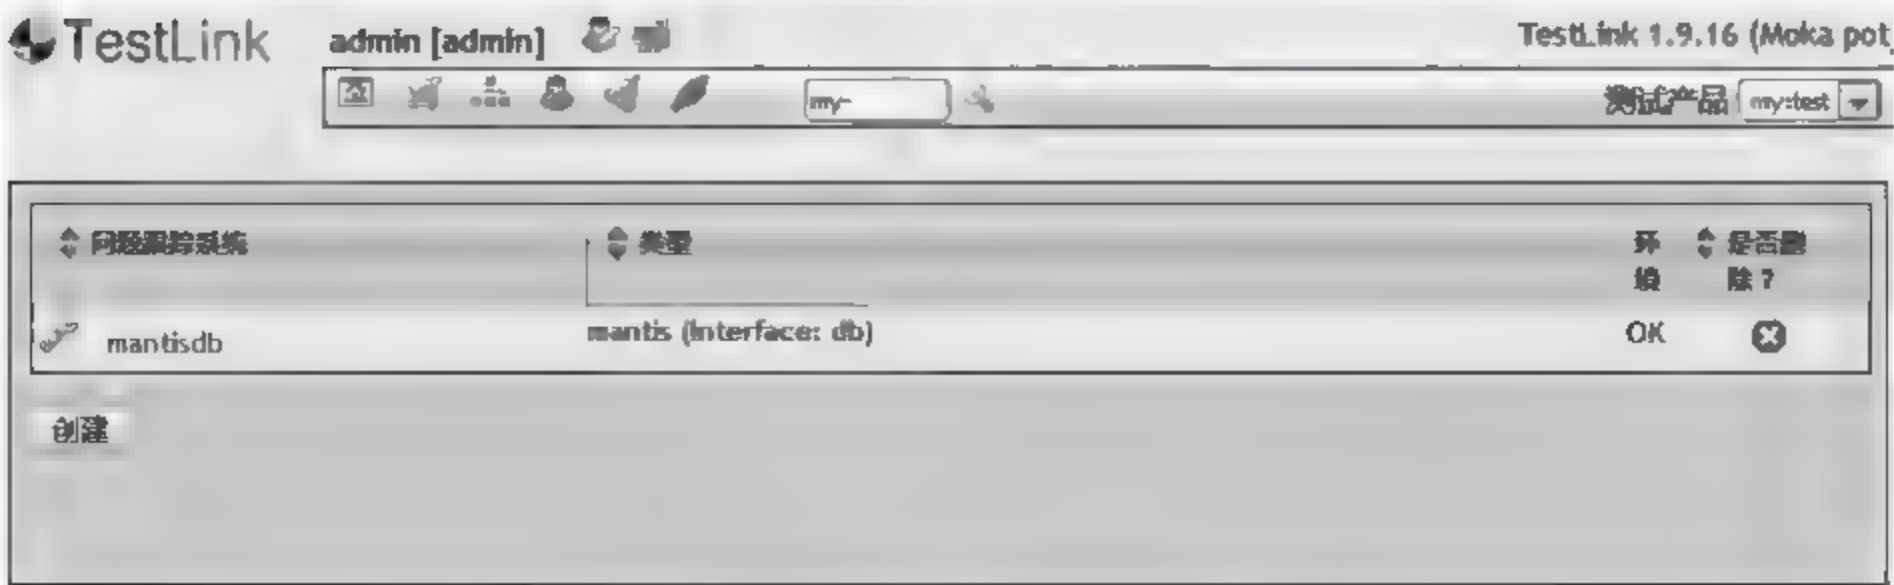 TestLink admin [admin] TestLink 1.9.16 (Moka pot
my- 测试产品 my:test
问题跟踪系统 类型 环境 是否删除？
mantisdb mantis (Interface: db) OK
创建